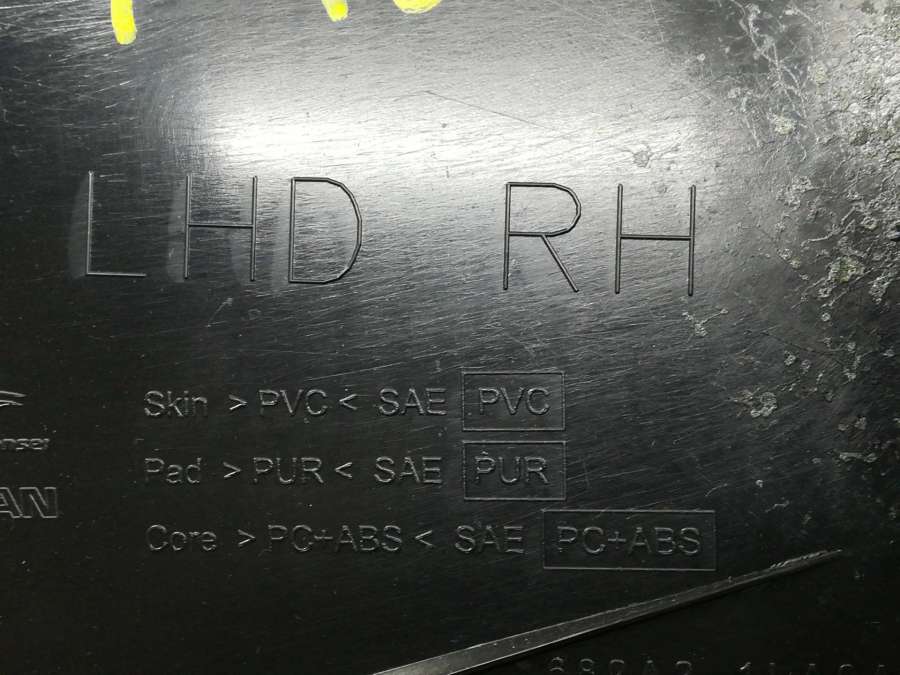 LHD RH
Skin >PVC< SAE PVC
Pad >PUR< SAE PUR
Core >PC+ABS< SAE PC+ABS